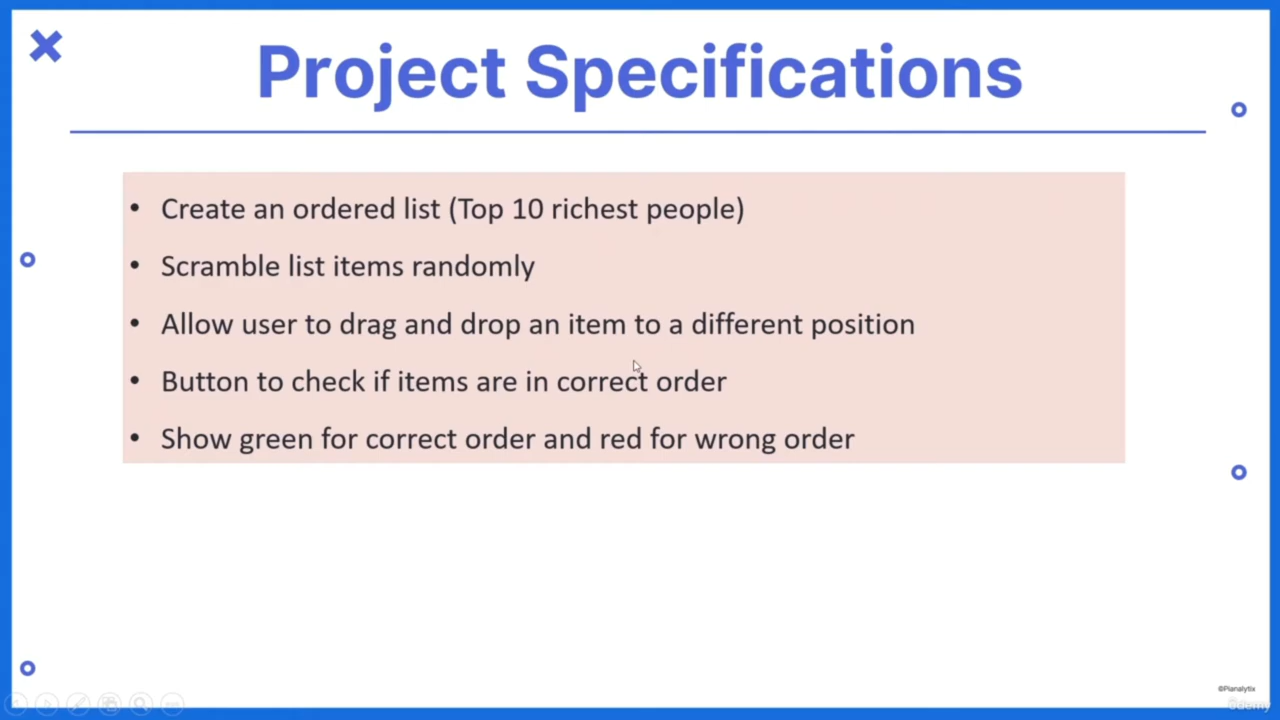 Project Specifications
• Create an ordered list (Top 10 richest people)
• Scramble list items randomly
• Allow user to drag and drop an item to a different position
• Button to check if items are in correct order
• Show green for correct order and red for wrong order
©Pianalytix
ûdemy